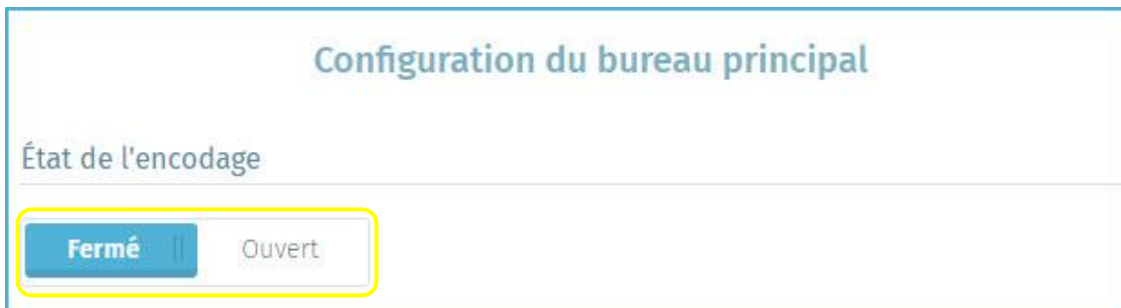 Configuration du bureau principal
État de l'encodage
Fermé Ouvert